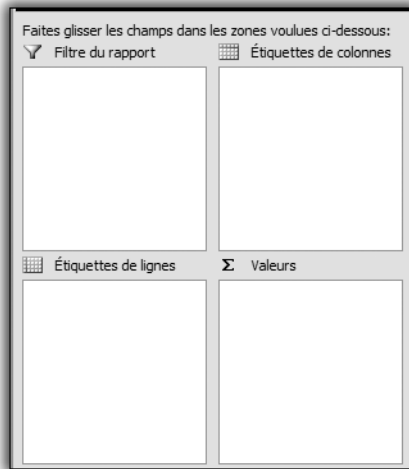 Faites glisser les champs dans les zones voulues ci-dessous:
Filtre du rapport
Étiquettes de colonnes
Étiquettes de lignes
Σ Valeurs